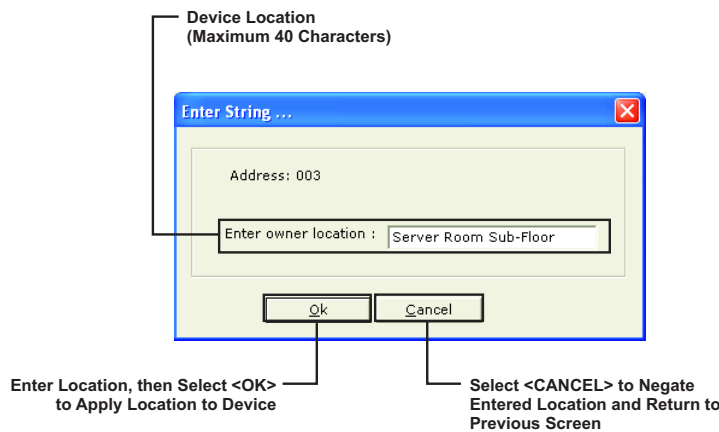 Device Location
(Maximum 40 Characters)
Enter String ...
Address: 003
Enter owner location :
Server Room Sub-Floor
Ok
Cancel
Enter Location, then Select <OK>
to Apply Location to Device
Select <CANCEL> to Negate
Entered Location and Return to
Previous Screen